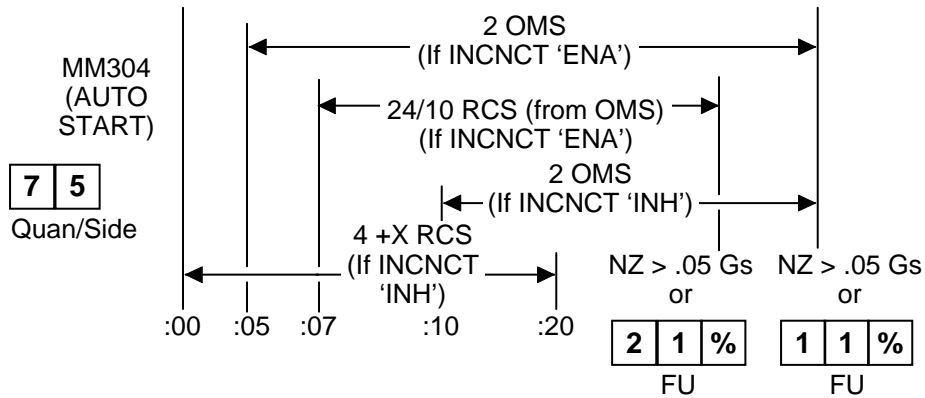 2 OMS
(If INCNCT ‘ENA’)
MM304
(AUTO
START)
24/10 RCS (from OMS)
(If INCNCT ‘ENA’)
7 5
Quan/Side
2 OMS
(If INCNCT ‘INH’)
4 +X RCS
(If INCNCT
‘INH’)
:00 :05 :07 :10 :20
NZ > .05 Gs
or
2 1 %
FU
NZ > .05 Gs
or
1 1 %
FU